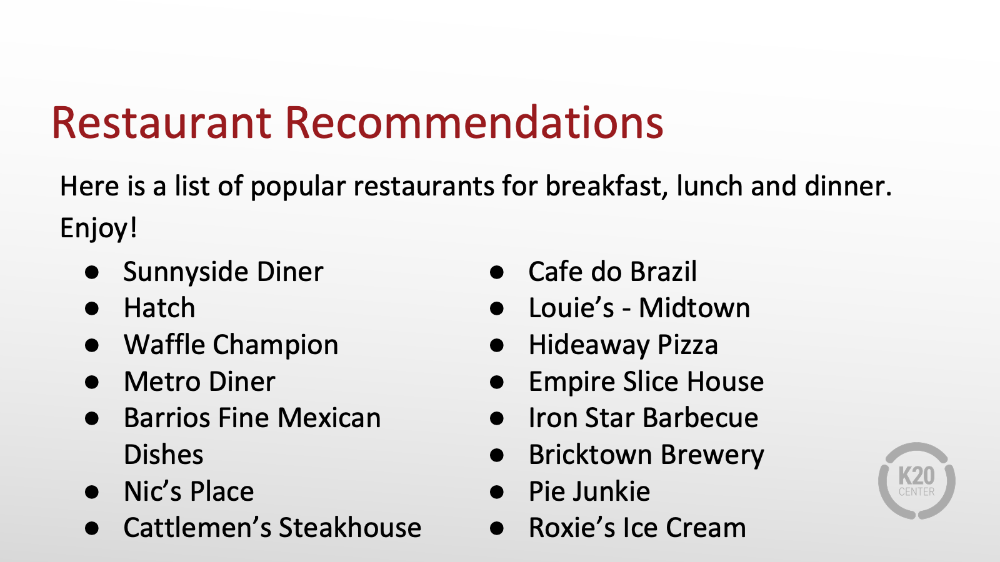 Restaurant Recommendations
Here is a list of popular restaurants for breakfast, lunch and dinner.
Enjoy!
● Sunnyside Diner
● Hatch
● Waffle Champion
● Metro Diner
● Barrios Fine Mexican
Dishes
● Nic’s Place
● Cattlemen’s Steakhouse
● Cafe do Brazil
● Louie’s - Midtown
● Hideaway Pizza
● Empire Slice House
● Iron Star Barbecue
● Bricktown Brewery
● Pie Junkie
● Roxie’s Ice Cream
K20
CENTER